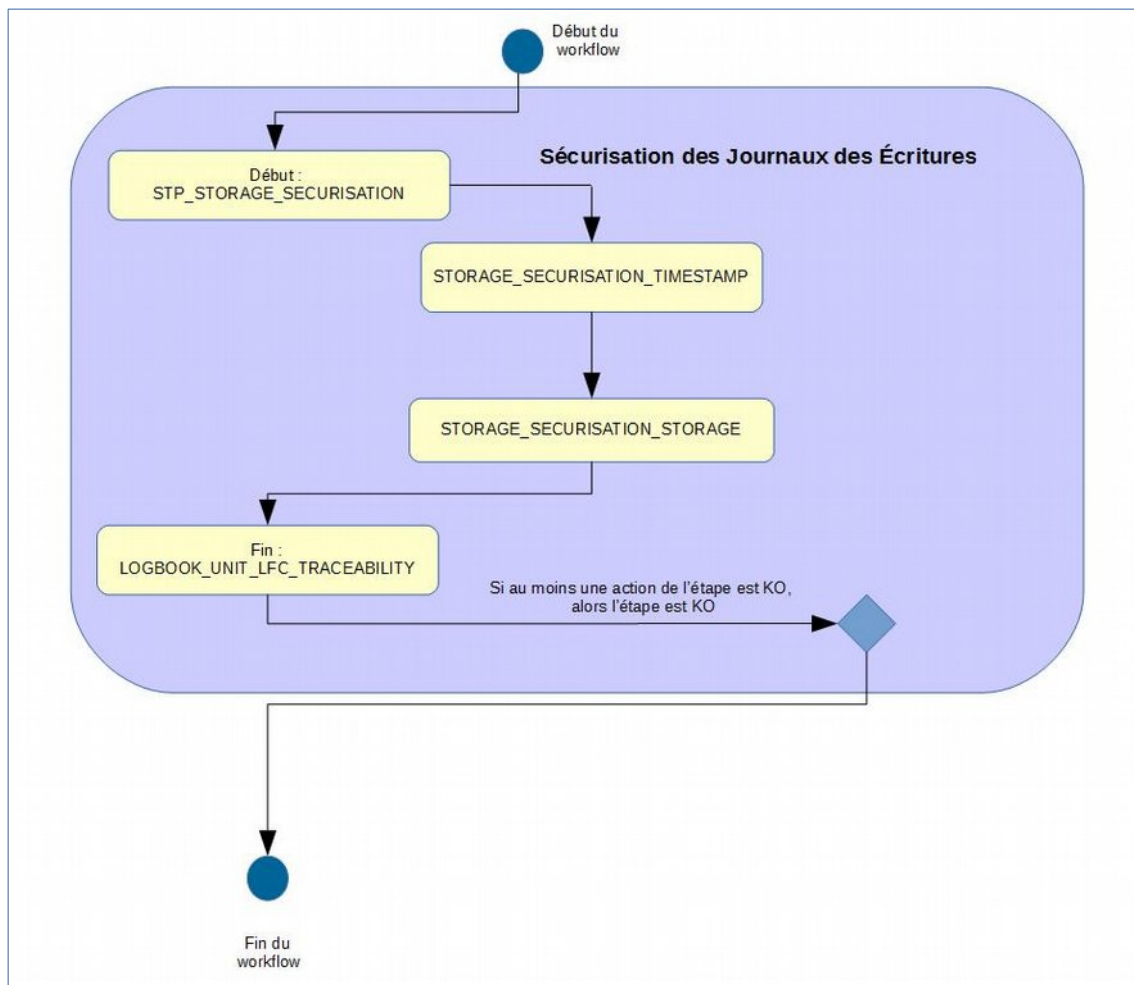 Début du
workflow
Sécurisation des Journaux des Écritures
Début :
STP_STORAGE_SECURISATION
STORAGE_SECURISATION_TIMESTAMP
STORAGE_SECURISATION_STORAGE
Fin :
LOGBOOK_UNIT_LFC_TRACEABILITY
Si au moins une action de l'étape est KO,
alors l'étape est KO
Fin du
workflow